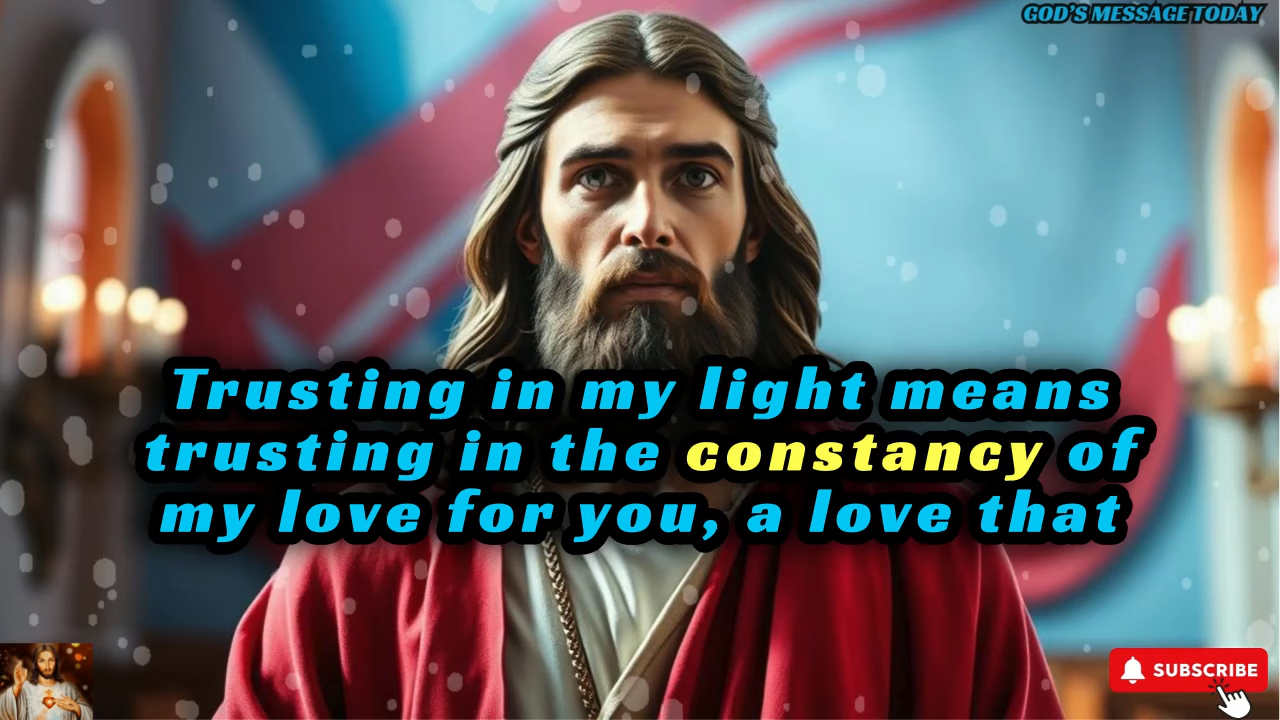 GOD'S MESSAGE TODAY
Trusting in my light means
trusting in the constancy of
my love for you, a love that
SUBSCRIBE